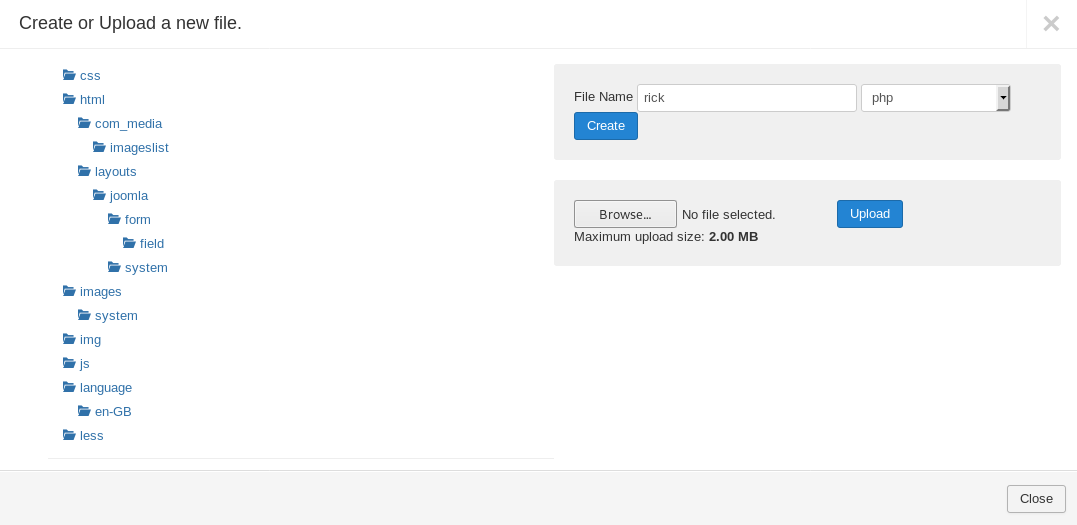 Create or Upload a new file.
×
css
html
com_media
imageslist
layouts
joomla
form
field
system
images
system
img
js
language
en-GB
less
File Name rick php
Create
Browse... No file selected. Upload
Maximum upload size: 2.00 MB
Close